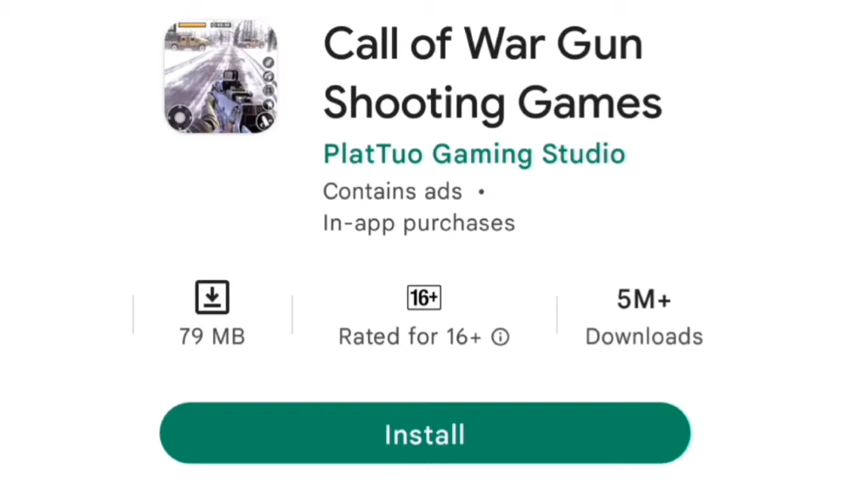 Call of War Gun
Shooting Games
PlatTuo Gaming Studio
Contains ads •
In-app purchases
79 MB
16+
Rated for 16+
5M+
Downloads
Install